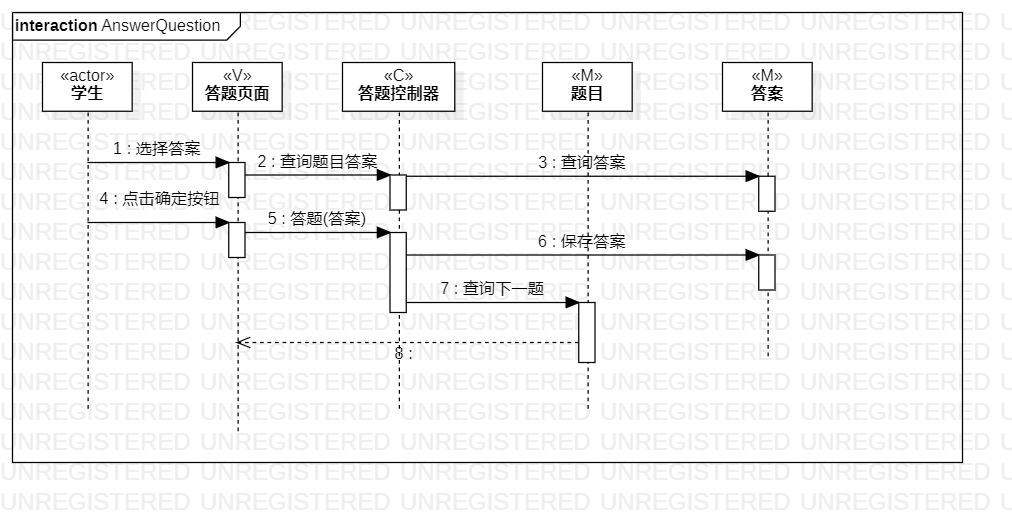 interaction AnswerQuestion
«actor»
学生
«V»
答题页面
«C»
答题控制器
«M»
题目
«M»
答案
1 : 选择答案
2 : 查询题目答案
3 : 查询答案
4 : 点击确定按钮
5 : 答题(答案)
6 : 保存答案
7 : 查询下一题
8 :
UNREGISTERED UNREGISTERED UNREGISTERED UNREGISTERED UNREGISTERED